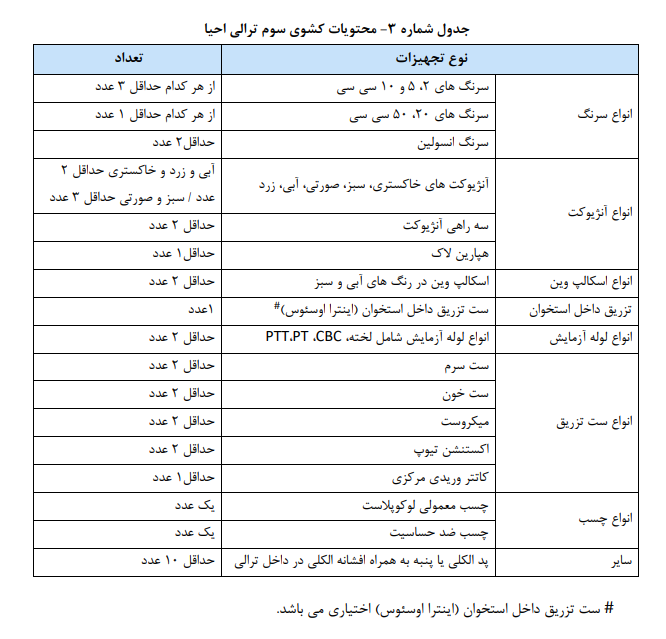 جدول شماره ۳- محتویات کشوی سوم ترالی احیا
نوع تجهیزات تعداد
انواع سرنگ سرنگ های ۲، ۵ و ۱۰ سی سی از هر کدام حداقل ۳ عدد
سرنگ های ۲۰، ۵۰ سی سی از هر کدام حداقل ۱ عدد
سرنگ انسولین حداقل۲ عدد
انواع آنژیوکت آنژیوکت های خاکستری، سبز، صورتی، آبی، زرد آبی و زرد و خاکستری حداقل ۲
عدد / سبز و صورتی حداقل ۳ عدد
سه راهی آنژیوکت حداقل ۲ عدد
هپارین لاک حداقل۱ عدد
انواع اسکالپ وین اسکالپ وین در رنگ های آبی و سبز حداقل ۲ عدد
تزریق داخل استخوان ست تزریق داخل استخوان (اینترا اوسئوس)# ۱عدد
انواع لوله آزمایش انواع لوله آزمایش شامل لخته، PTT،PT ،CBC حداقل ۲ عدد
انواع ست تزریق ست سرم حداقل ۲ عدد
ست خون حداقل ۲ عدد
میکروست حداقل ۲ عدد
اکستنشن تیوپ حداقل ۲ عدد
کاتتر وریدی مرکزی حداقل۱ عدد
انواع چسب چسب معمولی لوکوپلاست یک عدد
چسب ضد حساسیت یک عدد
سایر پد الکلی یا پنبه به همراه افشانه الکلی در داخل ترالی حداقل ۱۰ عدد
# ست تزریق داخل استخوان (اینترا اوسئوس) اختیاری می باشد.